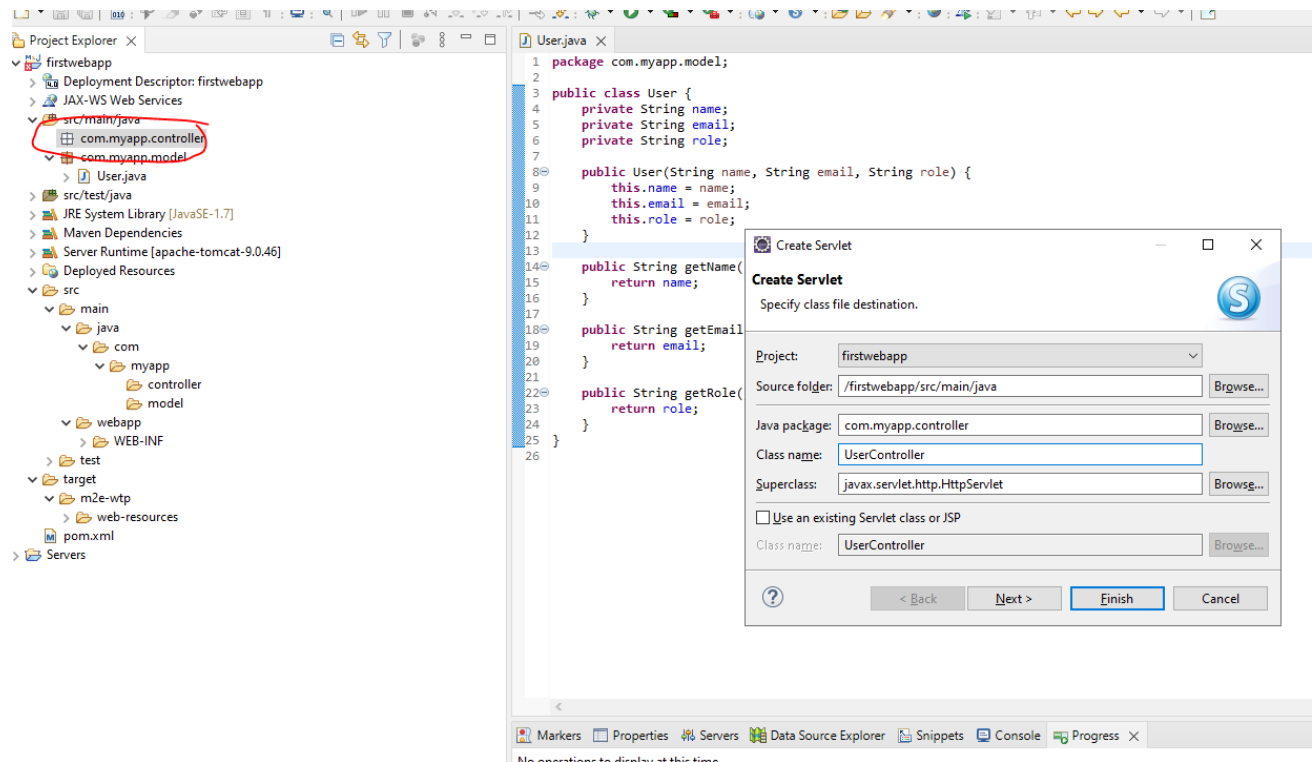 Project Explorer
firstwebapp
Deployment Descriptor: firstwebapp
JAX-WS Web Services
src/main/java
com.myapp.controller
com.myapp.model
User.java
src/test/java
JRE System Library [JavaSE-1.7]
Maven Dependencies
Server Runtime [apache-tomcat-9.0.46]
Deployed Resources
src
main
java
com
myapp
controller
model
webapp
WEB-INF
test
target
m2e-wtp
web-resources
pom.xml
Servers
User.java
1 package com.myapp.model;
2
3 public class User {
4 private String name;
5 private String email;
6 private String role;
7
8 public User(String name, String email, String role) {
9 this.name = name;
10 this.email = email;
11 this.role = role;
12 }
13
14 public String getName(
15 return name;
16 }
17
18 public String getEmail
19 return email;
20 }
21
22 public String getRole(
23 return role;
24 }
25 }
26
Create Servlet
Create Servlet
Specify class file destination.
Project: firstwebapp
Source folder: /firstwebapp/src/main/java Browse...
Java package: com.myapp.controller Browse...
Class name: UserController
Superclass: javax.servlet.http.HttpServlet Browse...
Use an existing Servlet class or JSP
Class name: UserController Browse...
< Back Next > Finish Cancel
Markers Properties Servers Data Source Explorer Snippets Console Progress
No operations to display at this time